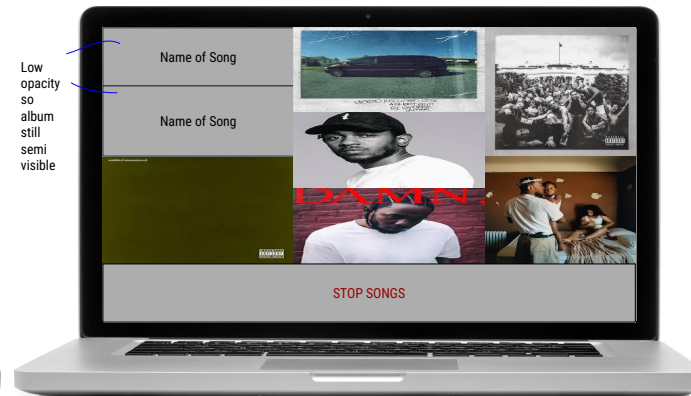 Low
opacity
so
album
still
semi
visible
Name of Song
Name of Song
DAMN.
STOP SONGS